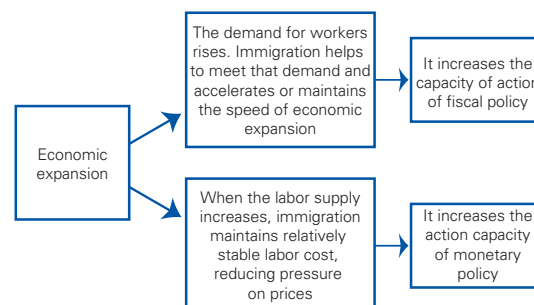 Economic
expansion
The demand for workers
rises. Immigration helps
to meet that demand and
accelerates or maintains
the speed of economic
expansion
It increases the
capacity of action
of fiscal policy
When the labor supply
increases, immigration
maintains relatively
stable labor cost,
reducing pressure
on prices
It increases the
action capacity
of monetary
policy